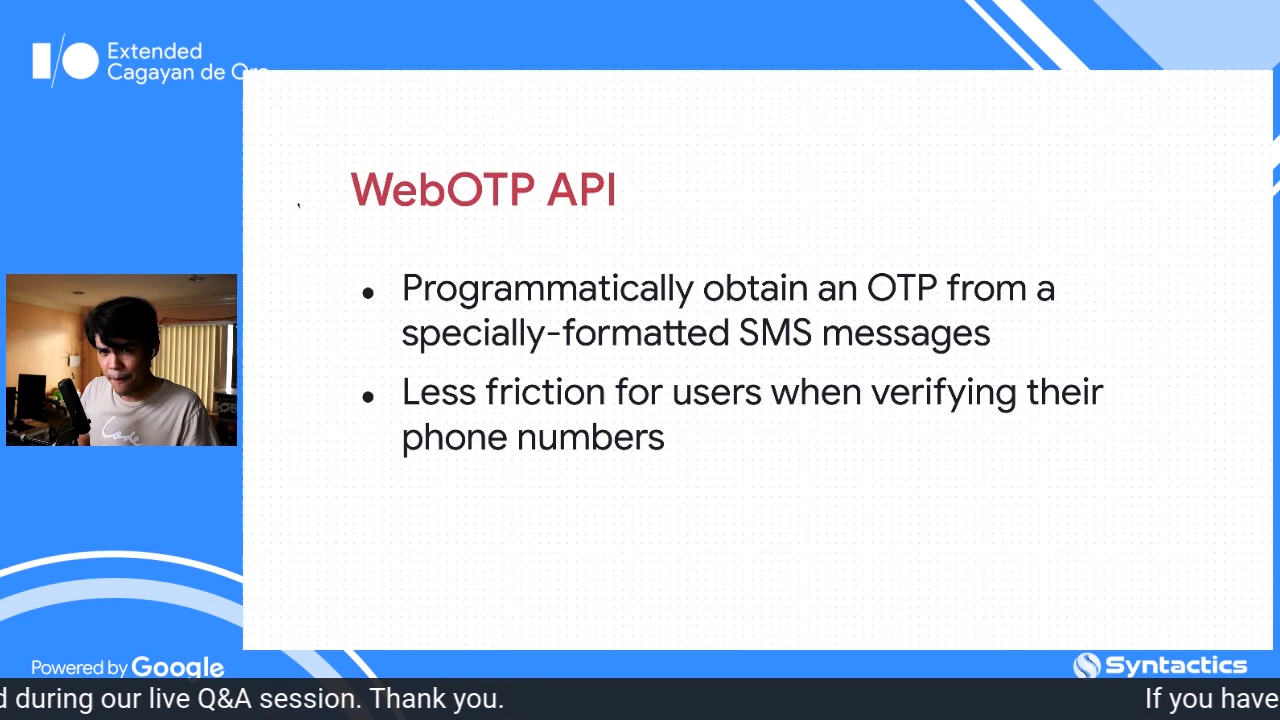 I/O Extended
Cagayan de Oro
WebOTP API
• Programmatically obtain an OTP from a
specially-formatted SMS messages
• Less friction for users when verifying their
phone numbers
Powered by Google
Syntactics
d during our live Q&A session. Thank you.
If you have